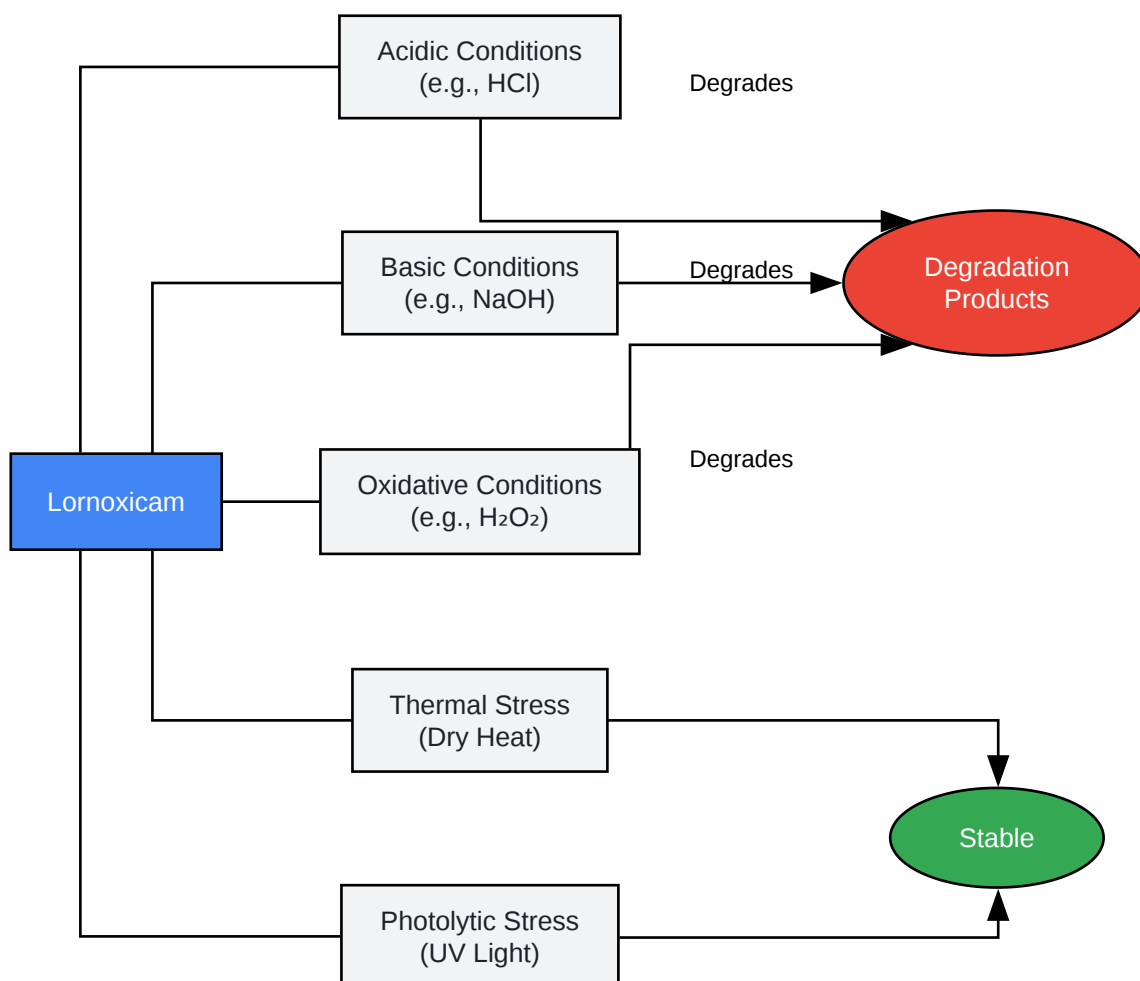 Acidic Conditions
(e.g., HCl)
Degrades
Basic Conditions
(e.g., NaOH)
Degrades
Degradation
Products
Lornoxicam
Oxidative Conditions
(e.g., H₂O₂)
Degrades
Thermal Stress
(Dry Heat)
Stable
Photolytic Stress
(UV Light)